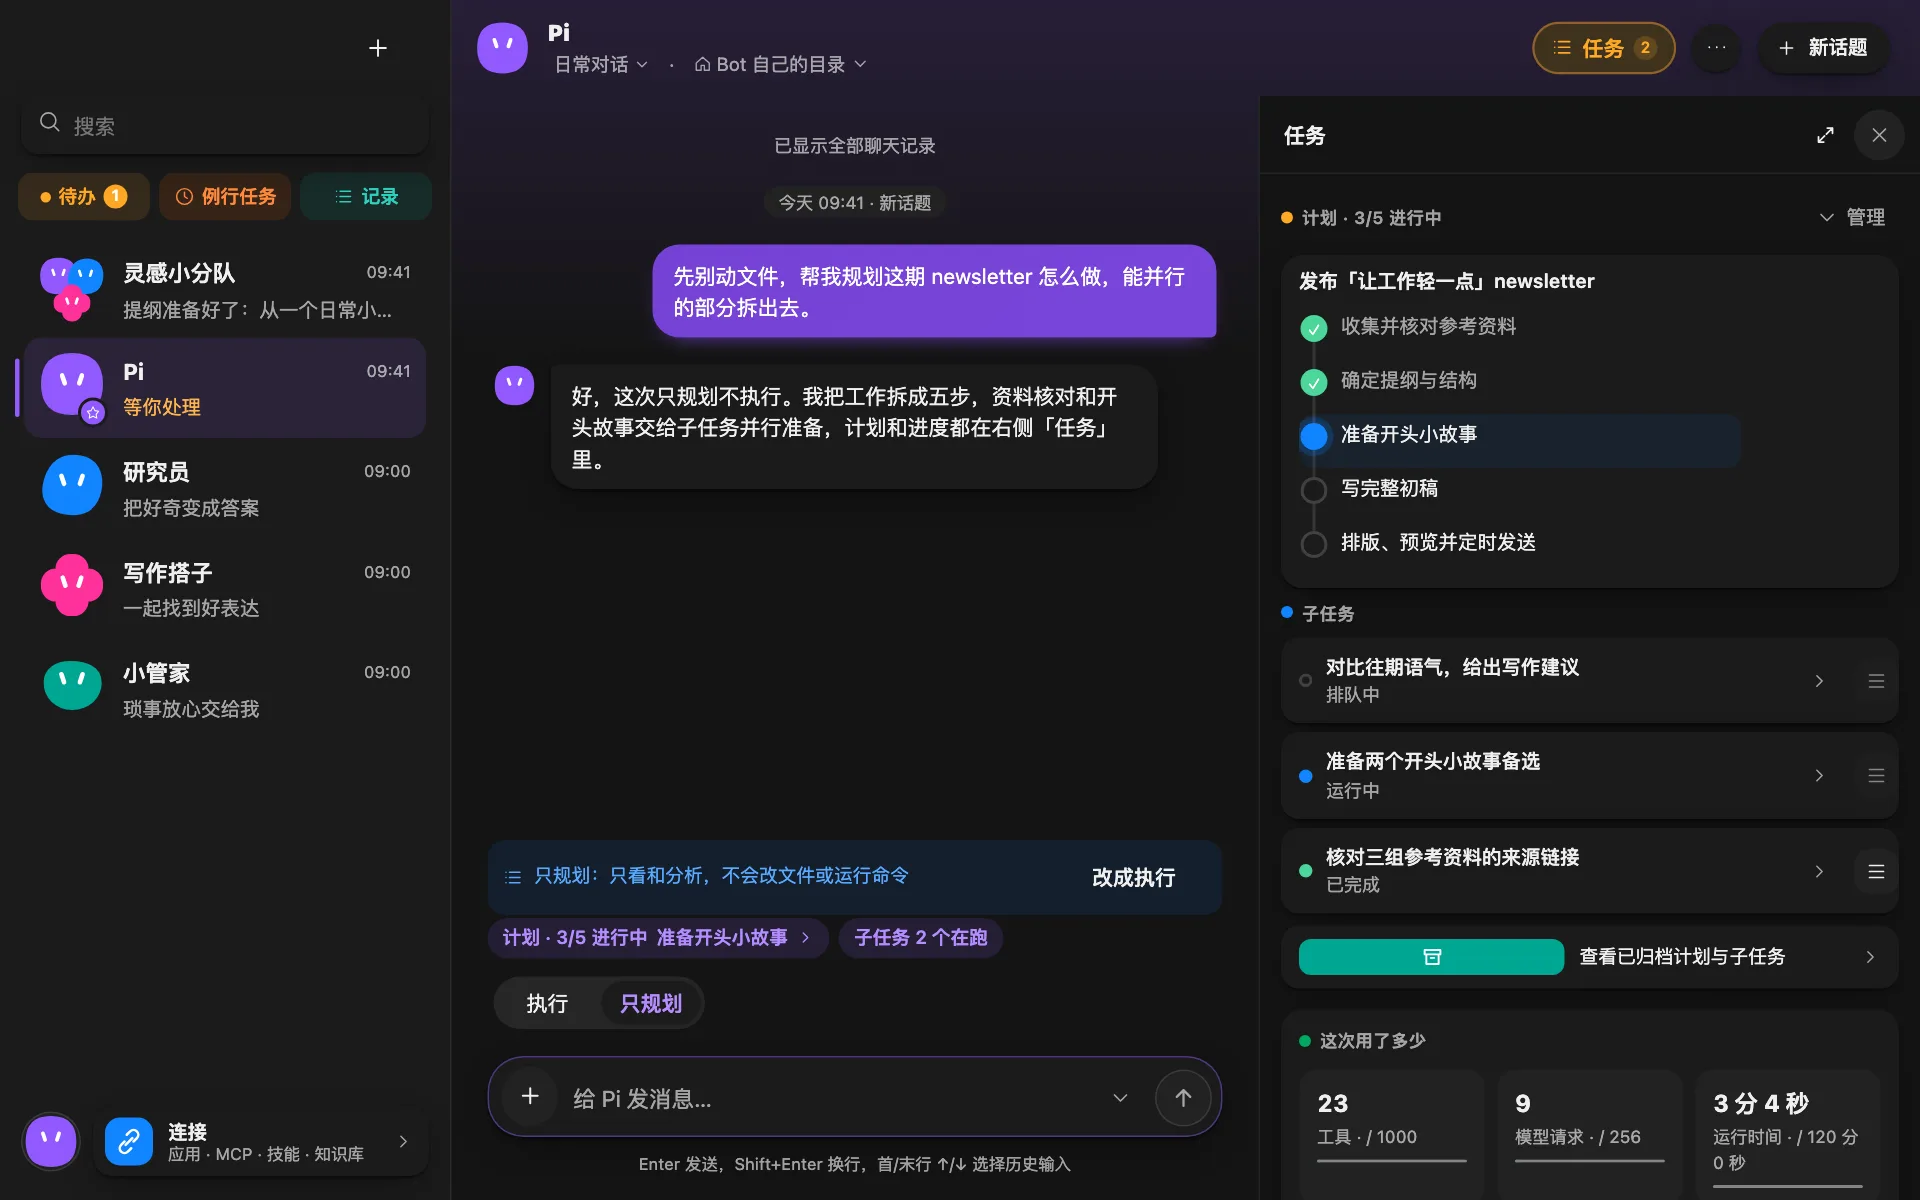 搜索
待办 1
例行任务
记录
灵感小分队 09:41
提纲准备好了：从一个日常小...
Pi 09:41
等你处理
研究员 09:00
把好奇变成答案
写作搭子 09:00
一起找到好表达
小管家 09:00
琐事放心交给我
连接
应用 · MCP · 技能 · 知识库
Pi
日常对话 · Bot 自己的目录
任务 2
新话题
已显示全部聊天记录
今天 09:41 · 新话题
先别动文件，帮我规划这期 newsletter 怎么做，能并行
的部分拆出去。
好，这次只规划不执行。我把工作拆成五步，资料核对和开
头故事交给子任务并行准备，计划和进度都在右侧「任务」
里。
只规划：只看和分析，不会改文件或运行命令
改成执行
计划 · 3/5 进行中 准备开头小故事
子任务 2 个在跑
执行
只规划
给 Pi 发消息...
Enter 发送，Shift+Enter 换行，首/末行 ↑/↓ 选择历史输入
任务
计划 · 3/5 进行中
管理
发布「让工作轻一点」newsletter
收集并核对参考资料
确定提纲与结构
准备开头小故事
写完整初稿
排版、预览并定时发送
子任务
对比往期语气，给出写作建议
排队中
准备两个开头小故事备选
运行中
核对三组参考资料的来源链接
已完成
查看已归档计划与子任务
这次用了多少
23
工具 · / 1000
9
模型请求 · / 256
3 分 4 秒
运行时间 · / 120 分
0 秒